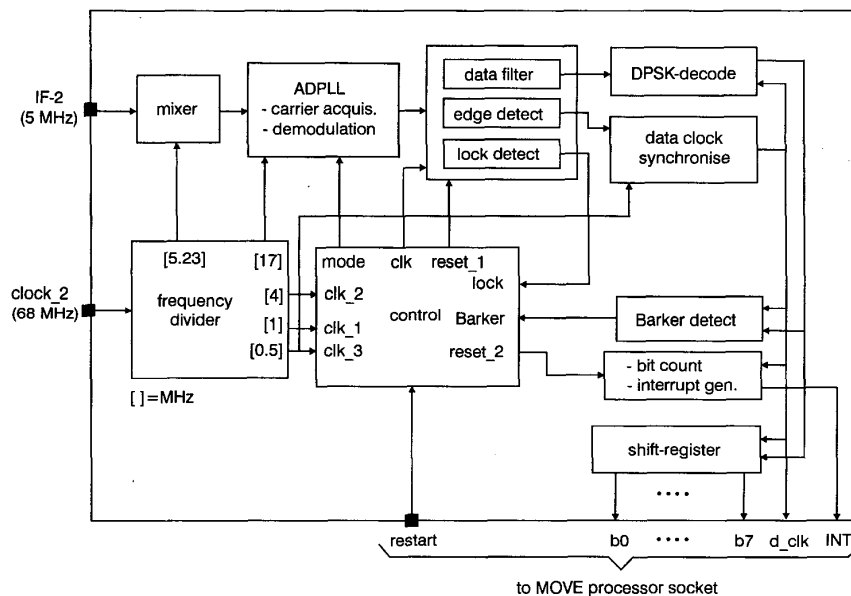 IF-2
(5 MHz)
mixer
ADPLL
- carrier acquis.
- demodulation
data filter
edge detect
lock detect
DPSK-decode
data clock
synchronise
clock_2
(68 MHz)
[5.23] [17]
frequency
divider
[4]
[1]
[0.5]
[ ]=MHz
mode clk reset_1
lock
clk_2
control
Barker
clk_1
clk_3
reset_2
Barker detect
- bit count
- interrupt gen.
shift-register
restart
b0
b7
d_clk
INT
to MOVE processor socket